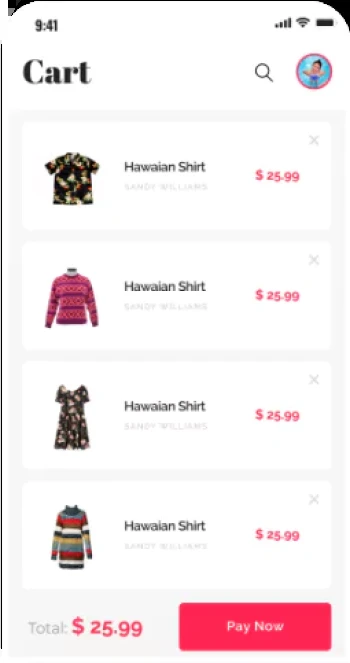 9:41
Cart
Hawaian Shirt
SANDY WILLIAMS
$ 25.99
Hawaian Shirt
SANDY WILLIAMS
$ 25.99
Hawaian Shirt
SANDY WILLIAMS
$ 25.99
Hawaian Shirt
SANDY WILLIAMS
$ 25.99
Total: $ 25.99
Pay Now